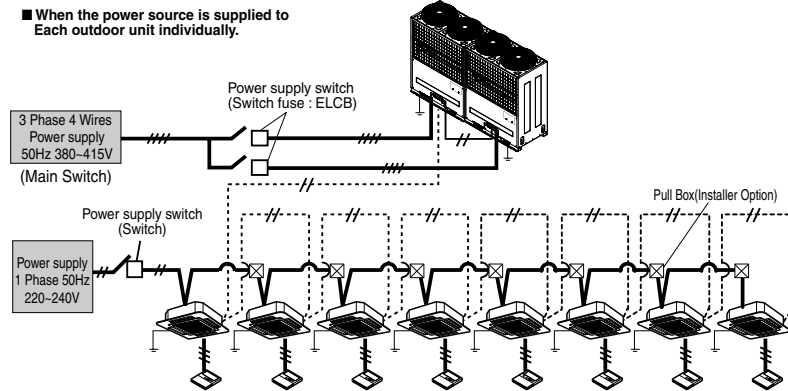 ■ When the power source is supplied to
Each outdoor unit individually.
Power supply switch
(Switch fuse : ELCB)
3 Phase 4 Wires
Power supply
50Hz 380~415V
(Main Switch)
Pull Box(Installer Option)
Power supply switch
(Switch)
Power supply
1 Phase 50Hz
220~240V